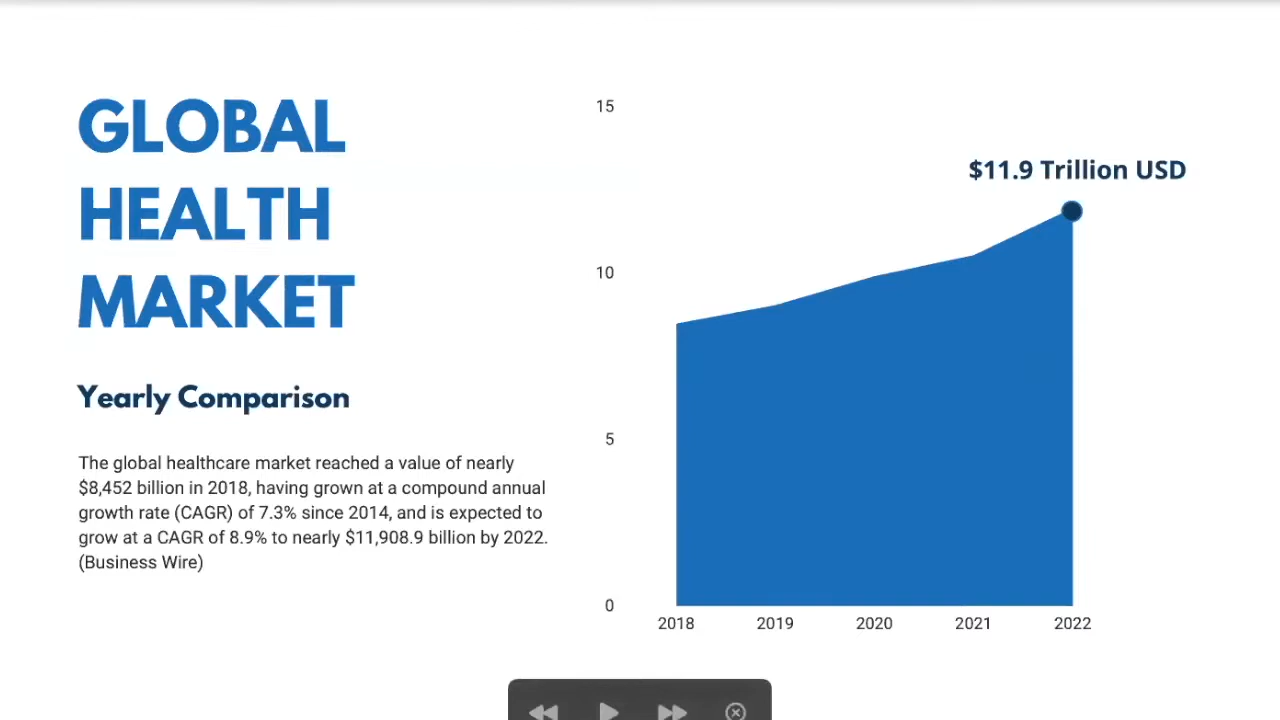 GLOBAL
HEALTH
MARKET
Yearly Comparison
The global healthcare market reached a value of nearly
$8,452 billion in 2018, having grown at a compound annual
growth rate (CAGR) of 7.3% since 2014, and is expected to
grow at a CAGR of 8.9% to nearly $11,908.9 billion by 2022.
(Business Wire)
15
$11.9 Trillion USD
10
5
0
2018 2019 2020 2021 2022